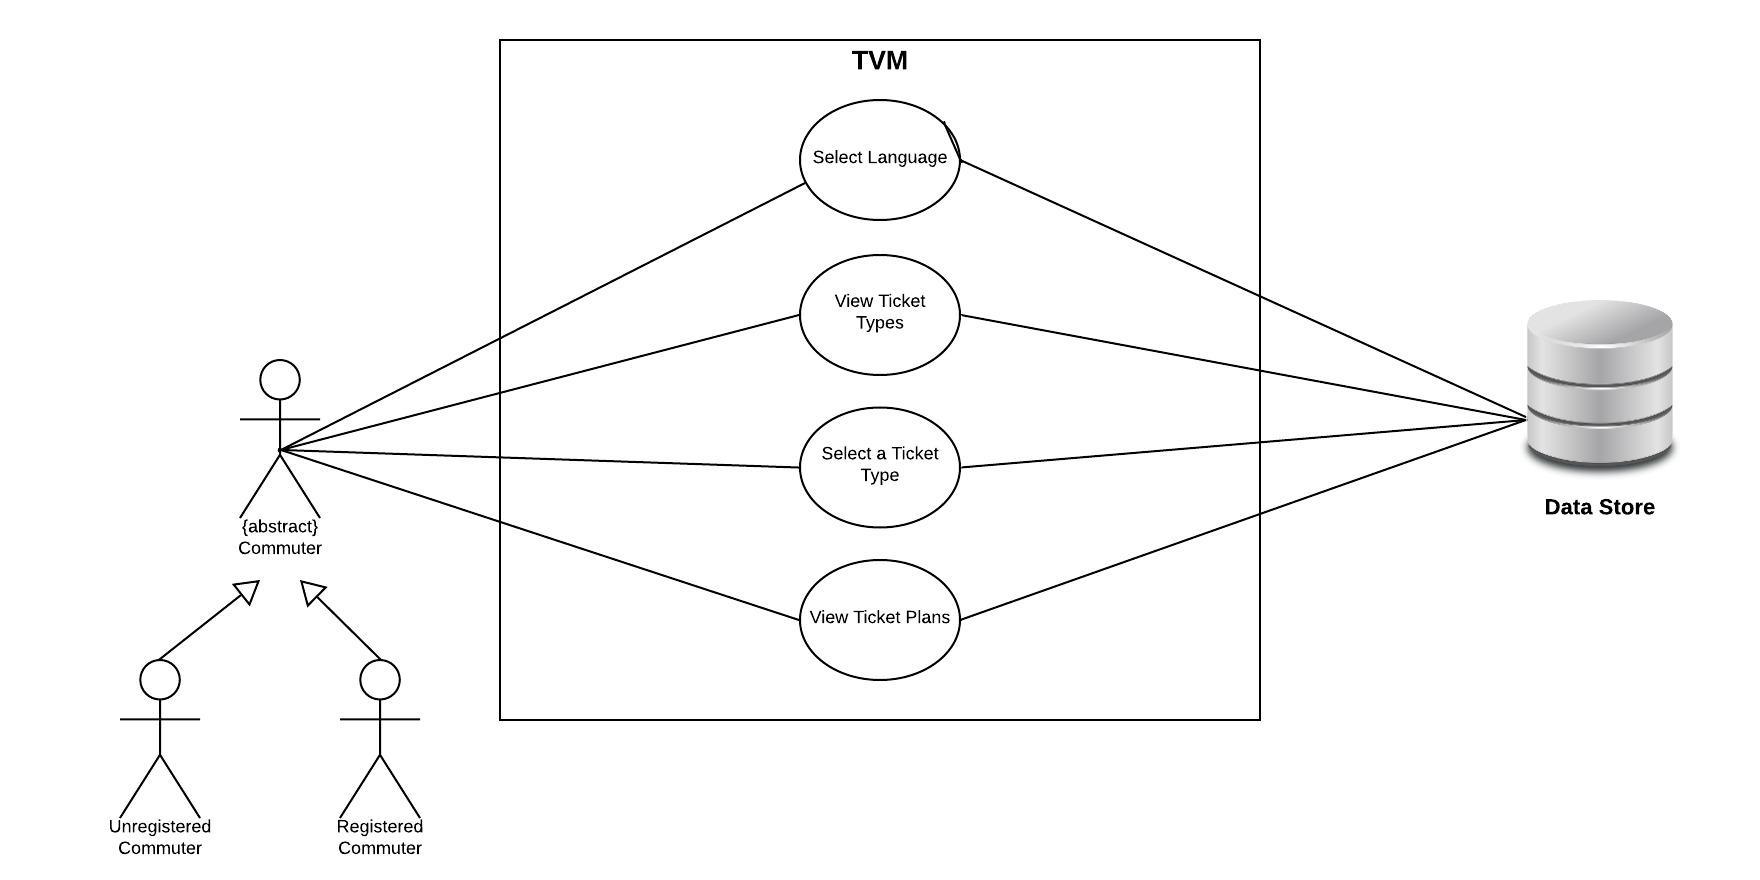 TVM
Select Language
View Ticket
Types
Select a Ticket
Type
View Ticket Plans
{abstract}
Commuter
Unregistered
Commuter
Registered
Commuter
Data Store